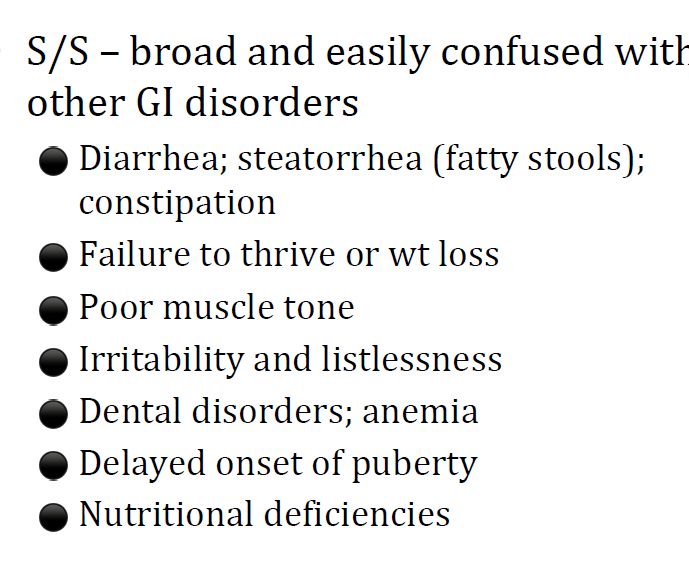 S/S – broad and easily confused with
other GI disorders
Diarrhea; steatorrhea (fatty stools);
constipation
Failure to thrive or wt loss
Poor muscle tone
Irritability and listlessness
Dental disorders; anemia
Delayed onset of puberty
Nutritional deficiencies